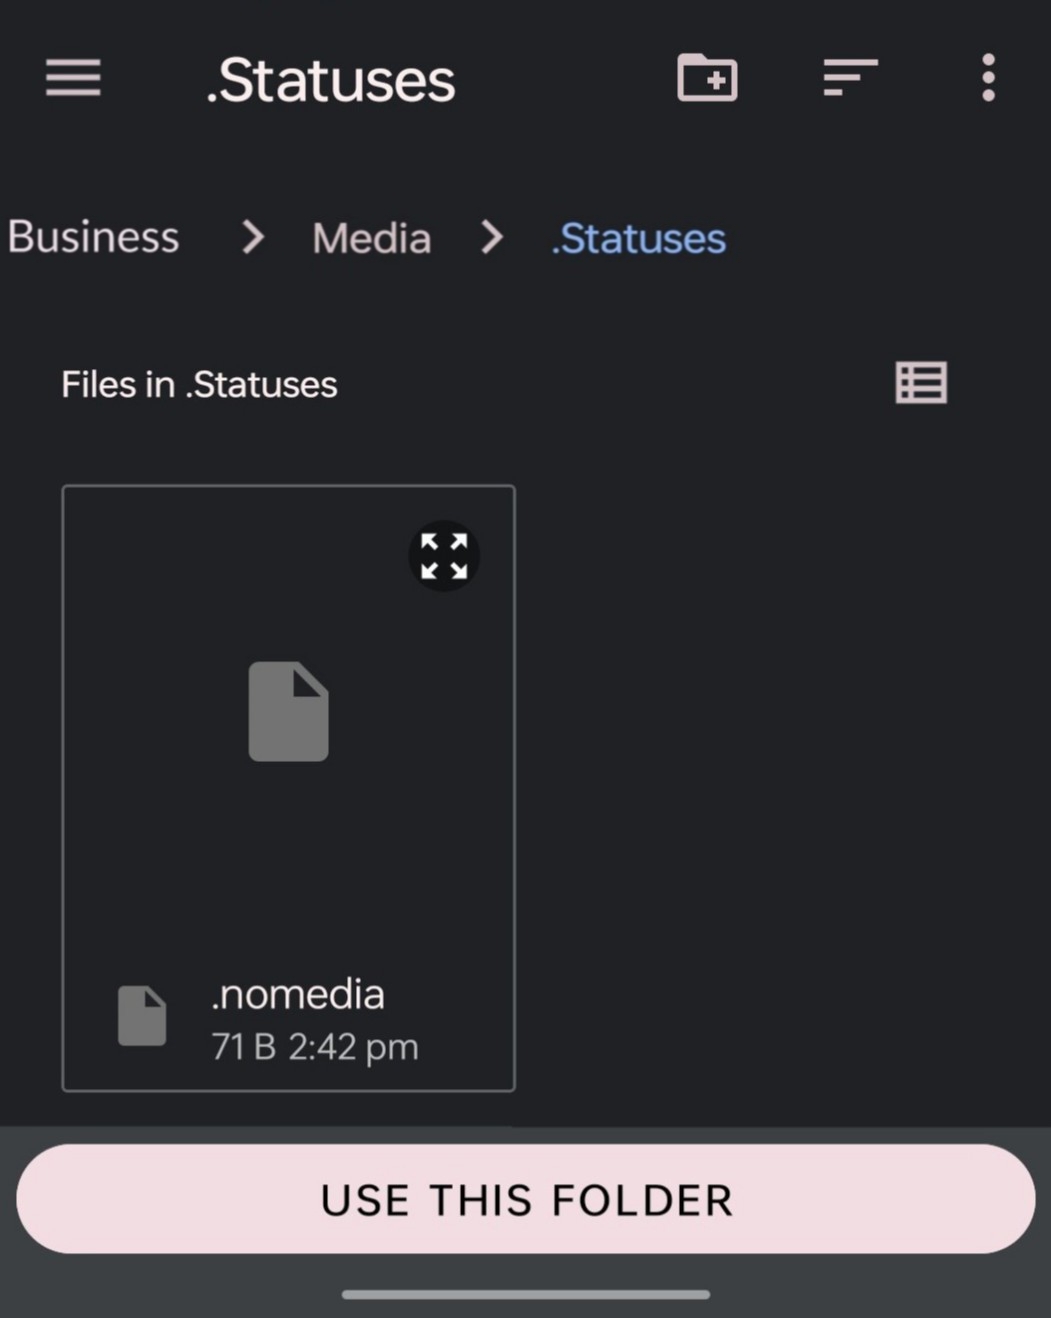 .Statuses
Business > Media > .Statuses
Files in .Statuses
.nomedia
71 B 2:42 pm
USE THIS FOLDER